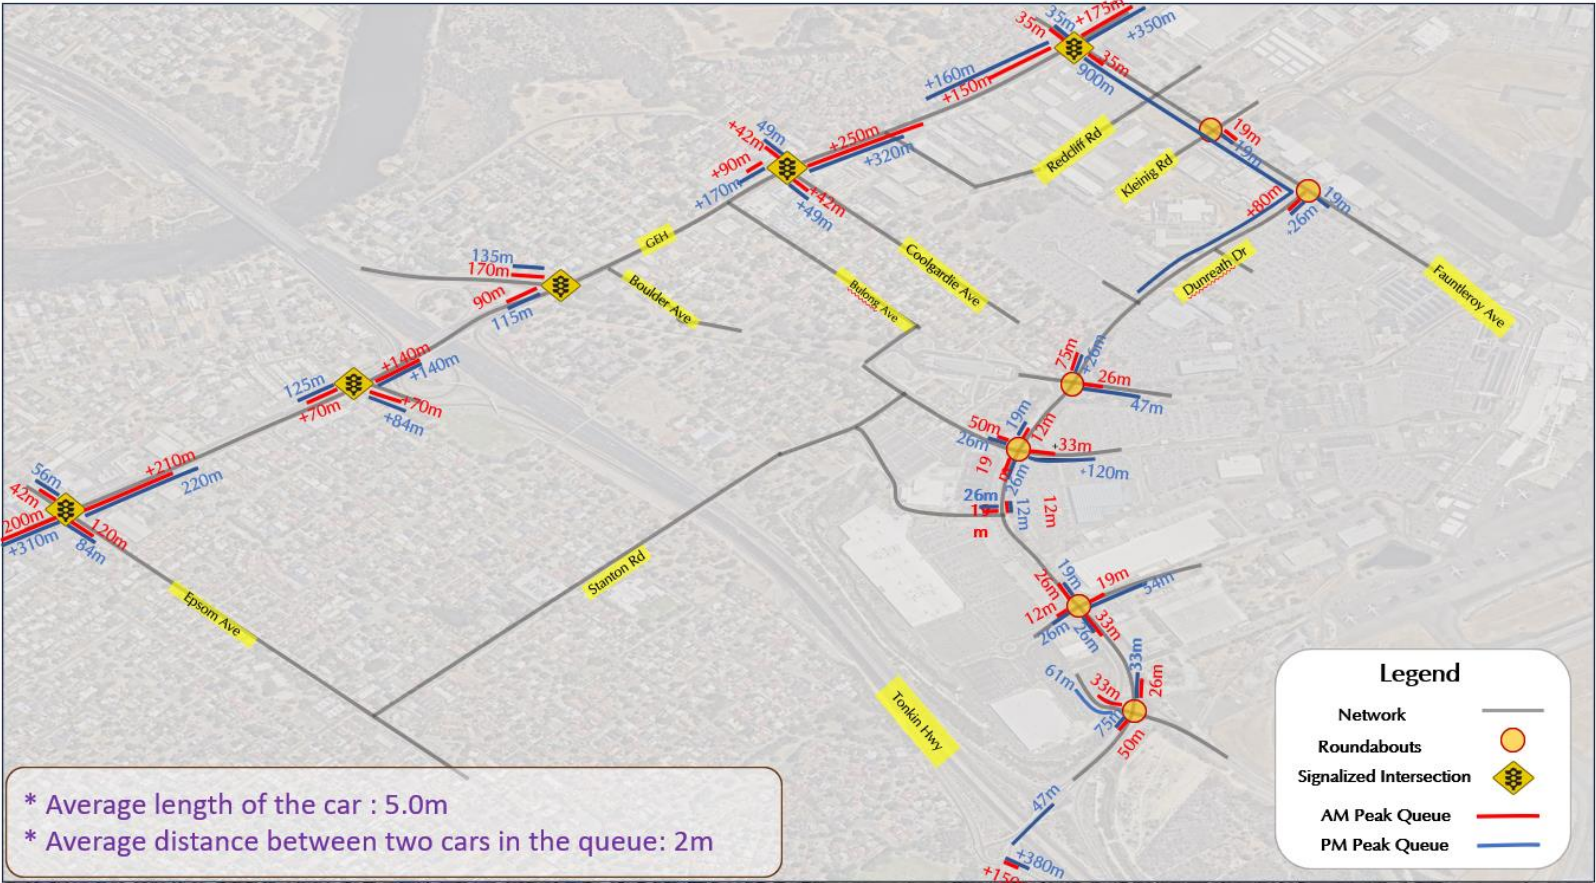 35m
35m
+175m
+350m
35m
900m
+160m
+150m
19m
19m
Redcliff Rd
Kleinig Rd
49m
+42m
+250m
+320m
+90m
+170m
+42m
+49m
+80m
19m
+26m
GEH
135m
170m
90m
115m
Boulder Ave
Bulong Ave
Coolgardie Ave
Dunreath Dr
Fauntleroy Ave
+140m
+140m
125m
+70m
+70m
+84m
75m
+26m
26m
47m
50m
26m
19m
12m
+33m
+120m
19
m
26m
26m
12m
12m
m
+210m
220m
56m
42m
200m
+310m
120m
84m
Epsom Ave
Stanton Rd
Tonkin Hwy
19m
26m
19m
54m
12m
26m
26m
33m
33m
26m
61m
33m
75m
50m
47m
+380m
Legend
Network
Roundabouts
Signalized Intersection
AM Peak Queue
PM Peak Queue
* Average length of the car : 5.0m
* Average distance between two cars in the queue: 2m